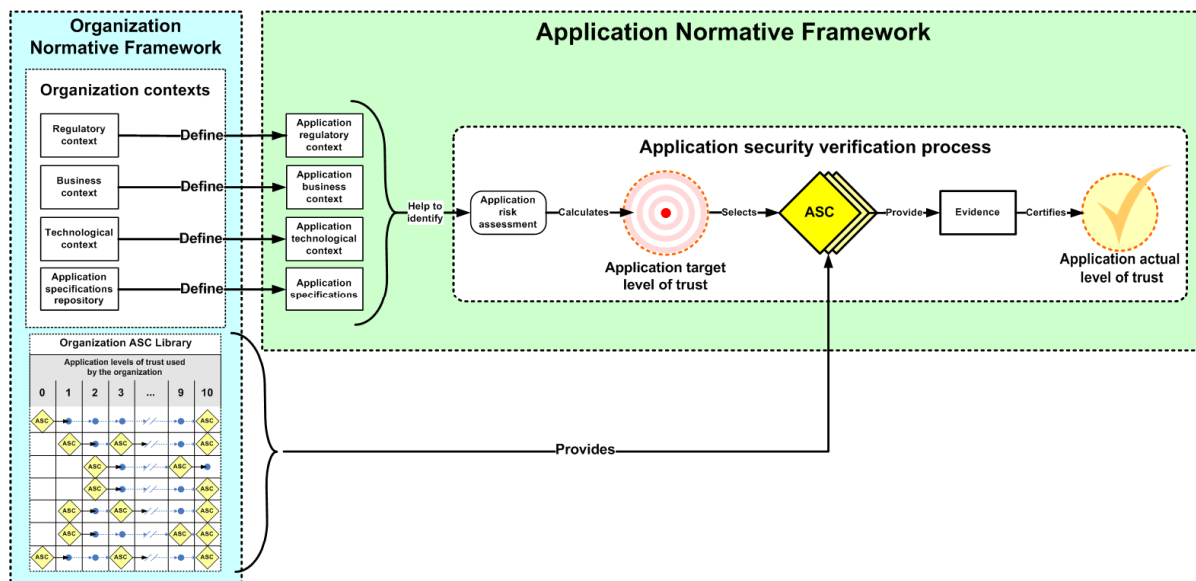 Organization
Normative Framework
Organization contexts
Regulatory
context
Define
Business
context
Define
Technological
context
Define
Application
specifications
repository
Define
Organization ASC Library
Application levels of trust used
by the organization
0 1 2 3 ... 9 10
ASC ASC
ASC ASC ASC
ASC ASC
ASC ASC
ASC ASC ASC
ASC ASC ASC
ASC ASC ASC
Provides
Application Normative Framework
Application
regulatory
context
Application
business
context
Application
technological
context
Application
specifications
Help to
identify
Application security verification process
Application
risk
assessment
Calculates
Application target
level of trust
Selects
ASC
Provide
Evidence
Certifies
Application actual
level of trust